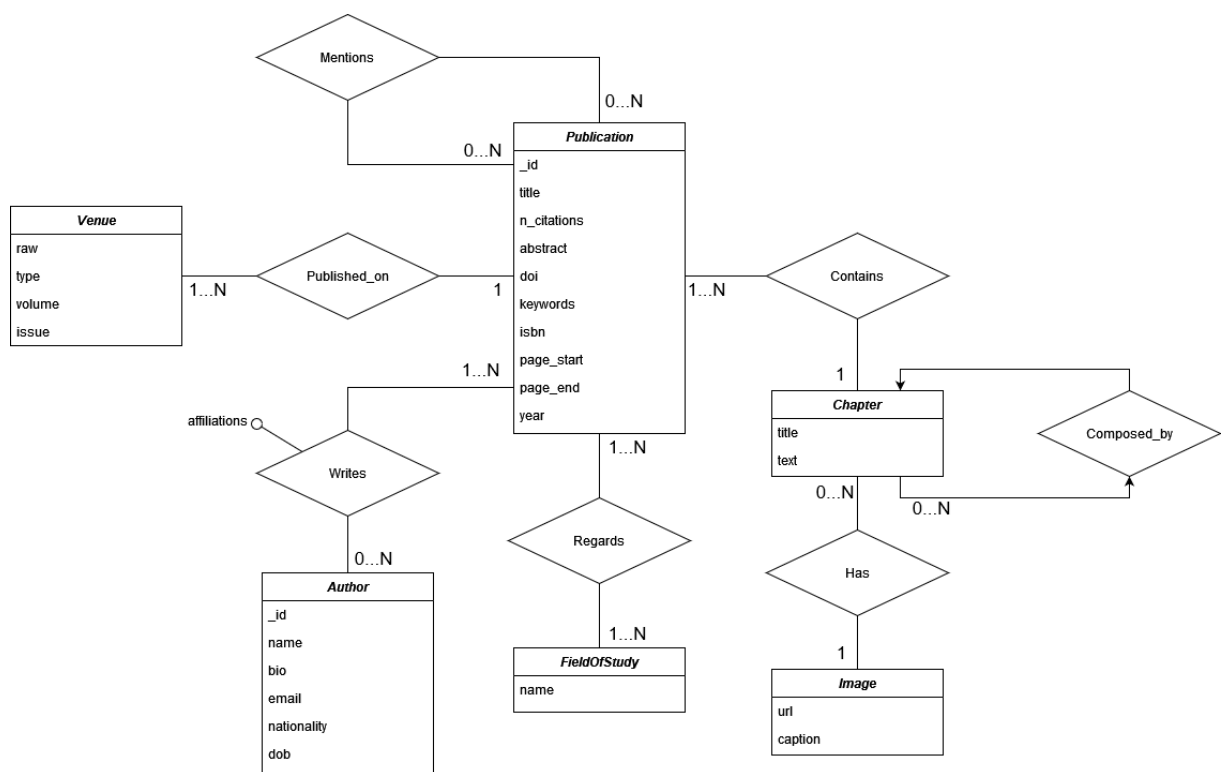 Mentions
0...N
0...N
Publication
_id
title
n_citations
abstract
doi
keywords
isbn
page_start
page_end
year
Venue
raw
type
volume
issue
1...N
Published_on
1
1...N
Contains
1
Chapter
title
text
Composed_by
0...N
0...N
Has
1
Image
url
caption
1...N
affiliations
Writes
0...N
Author
_id
name
bio
email
nationality
dob
1...N
Regards
1...N
FieldOfStudy
name